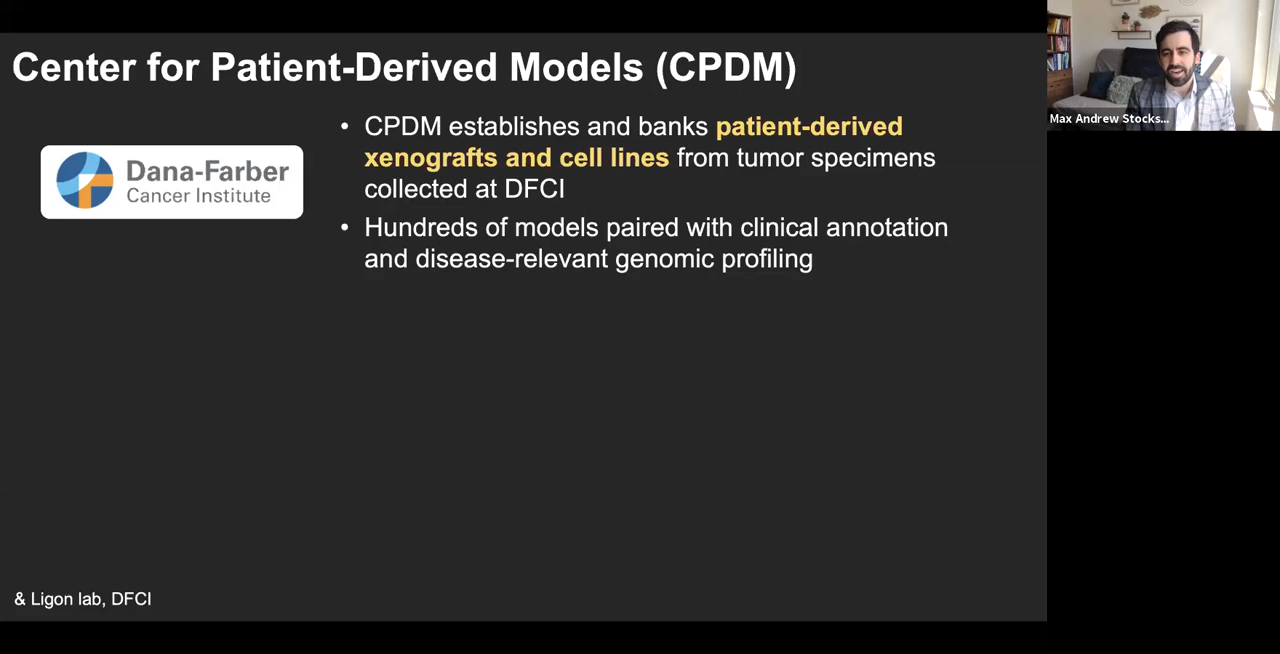 Center for Patient-Derived Models (CPDM)
Dana-Farber
Cancer Institute
• CPDM establishes and banks patient-derived
xenografts and cell lines from tumor specimens
collected at DFCI
• Hundreds of models paired with clinical annotation
and disease-relevant genomic profiling
& Ligon lab, DFCI
Max Andrew Stocks...